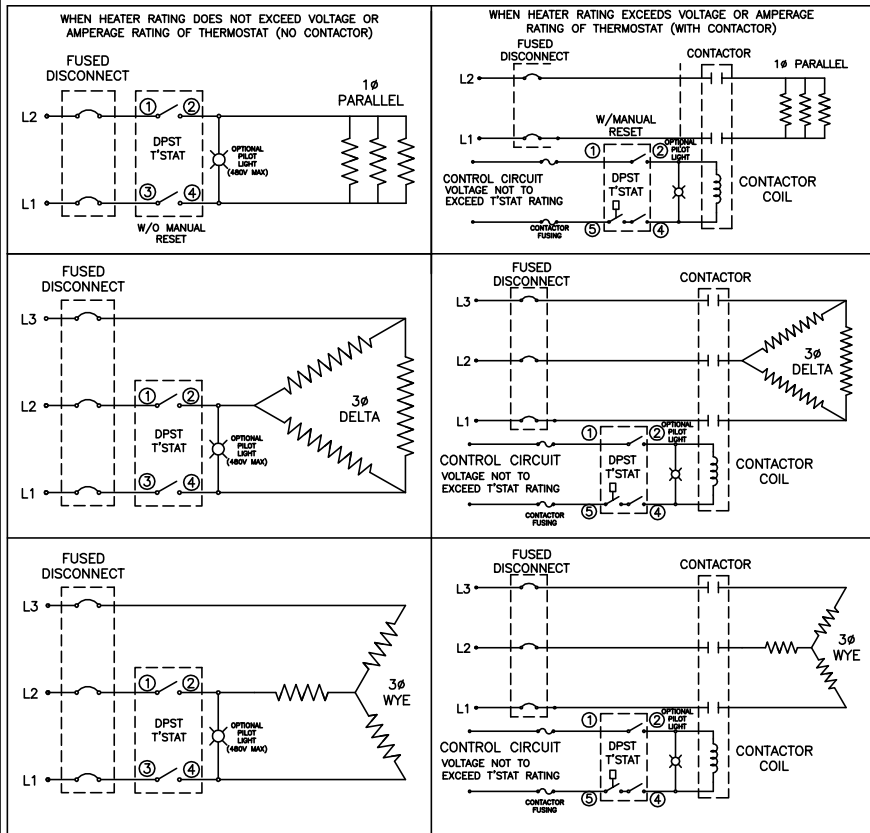 WHEN HEATER RATING DOES NOT EXCEED VOLTAGE OR
AMPERAGE RATING OF THERMOSTAT (NO CONTACTOR)
FUSED
DISCONNECT
1ø
PARALLEL
L2
1
2
DPST
T'STAT
OPTIONAL
PILOT
LIGHT
(480V MAX)
3
4
L1
W/O MANUAL
RESET
WHEN HEATER RATING EXCEEDS VOLTAGE OR AMPERAGE
RATING OF THERMOSTAT (WITH CONTACTOR)
FUSED
DISCONNECT
CONTACTOR
1ø PARALLEL
L2
L1
W/MANUAL
RESET
1
2
OPTIONAL
PILOT
LIGHT
CONTROL CIRCUIT
VOLTAGE NOT TO
EXCEED T'STAT RATING
DPST
T'STAT
CONTACTOR
COIL
CONTACTOR
FUSING
5
4
FUSED
DISCONNECT
L3
L2
1
2
3ø
DELTA
DPST
T'STAT
OPTIONAL
PILOT
LIGHT
(480V MAX)
3
4
L1
FUSED
DISCONNECT
CONTACTOR
L3
L2
3ø
DELTA
L1
1
2
OPTIONAL
PILOT
LIGHT
CONTROL CIRCUIT
VOLTAGE NOT TO
EXCEED T'STAT RATING
DPST
T'STAT
CONTACTOR
COIL
CONTACTOR
FUSING
5
4
FUSED
DISCONNECT
L3
L2
1
2
3ø
WYE
DPST
T'STAT
OPTIONAL
PILOT
LIGHT
(480V MAX)
3
4
L1
FUSED
DISCONNECT
CONTACTOR
L3
L2
3ø
WYE
L1
1
2
OPTIONAL
PILOT
LIGHT
CONTROL CIRCUIT
VOLTAGE NOT TO
EXCEED T'STAT RATING
DPST
T'STAT
CONTACTOR
COIL
CONTACTOR
FUSING
5
4